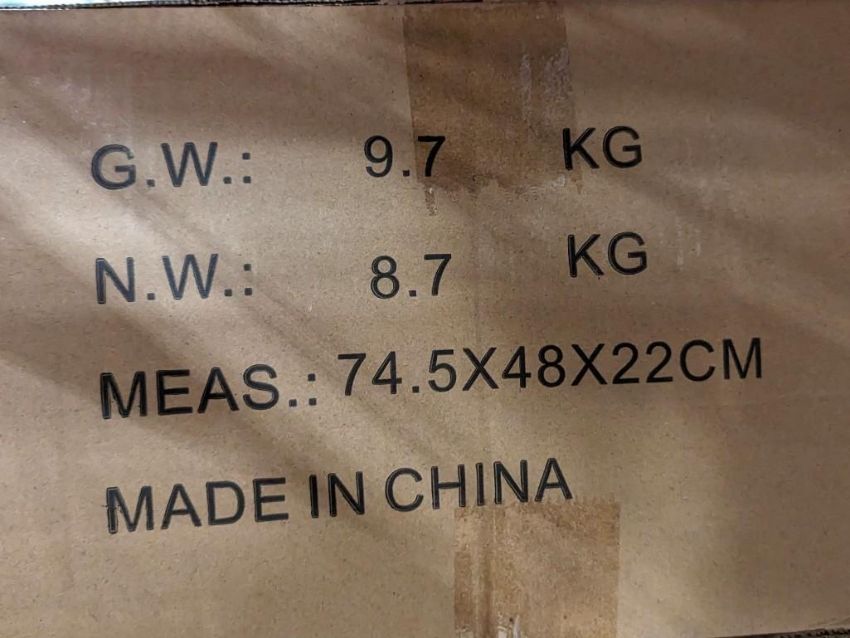 G.W.: 9.7 KG
N.W.: 8.7 KG
MEAS.: 74.5X48X22CM
MADE IN CHINA